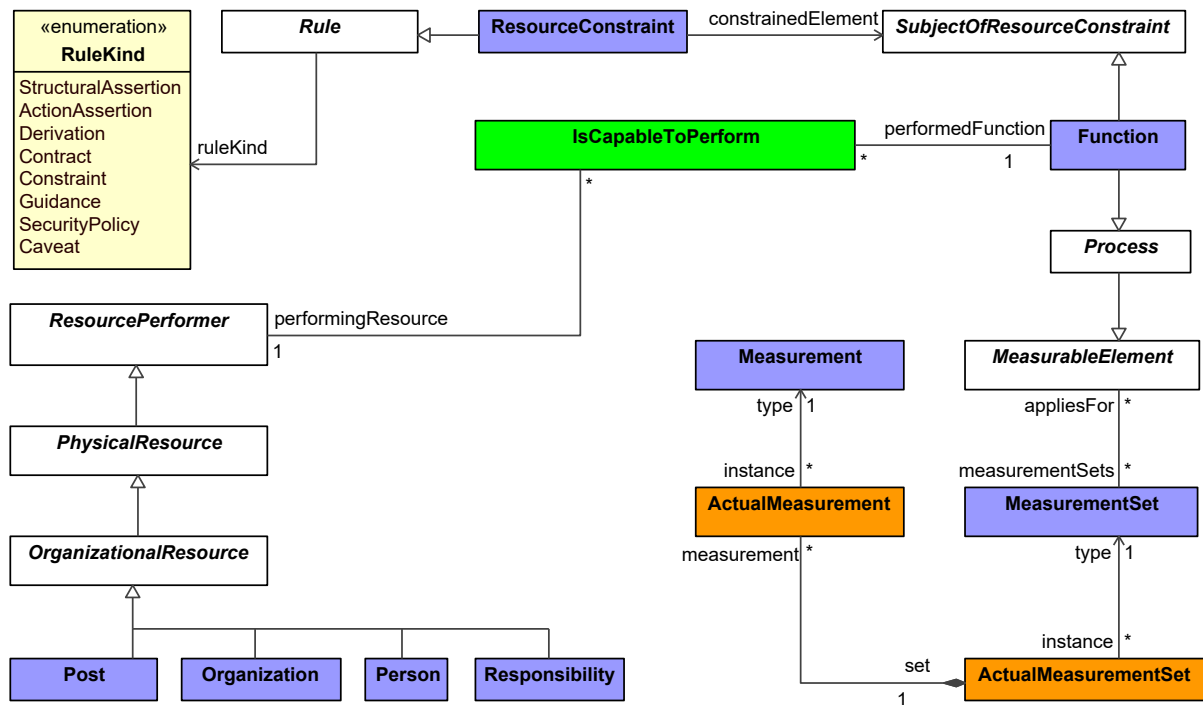 «enumeration»
RuleKind
StructuralAssertion
ActionAssertion
Derivation
Contract
Constraint
Guidance
SecurityPolicy
Caveat
Rule
ResourceConstraint
constrainedElement
SubjectOfResourceConstraint
ruleKind
IsCapableToPerform
performedFunction
*
1
Function
*
Process
ResourcePerformer
performingResource
1
Measurement
MeasurableElement
type 1
appliesFor *
PhysicalResource
instance *
measurementSets *
ActualMeasurement
MeasurementSet
measurement *
type 1
OrganizationalResource
instance *
Post
Organization
Person
Responsibility
set
1
ActualMeasurementSet